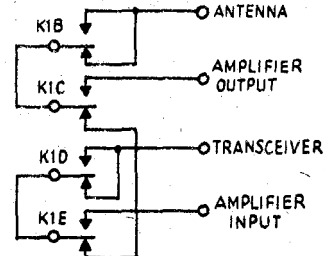 ANTENNA
K1B
AMPLIFIER
OUTPUT
K1C
TRANSCEIVER
K1D
AMPLIFIER
INPUT
K1E